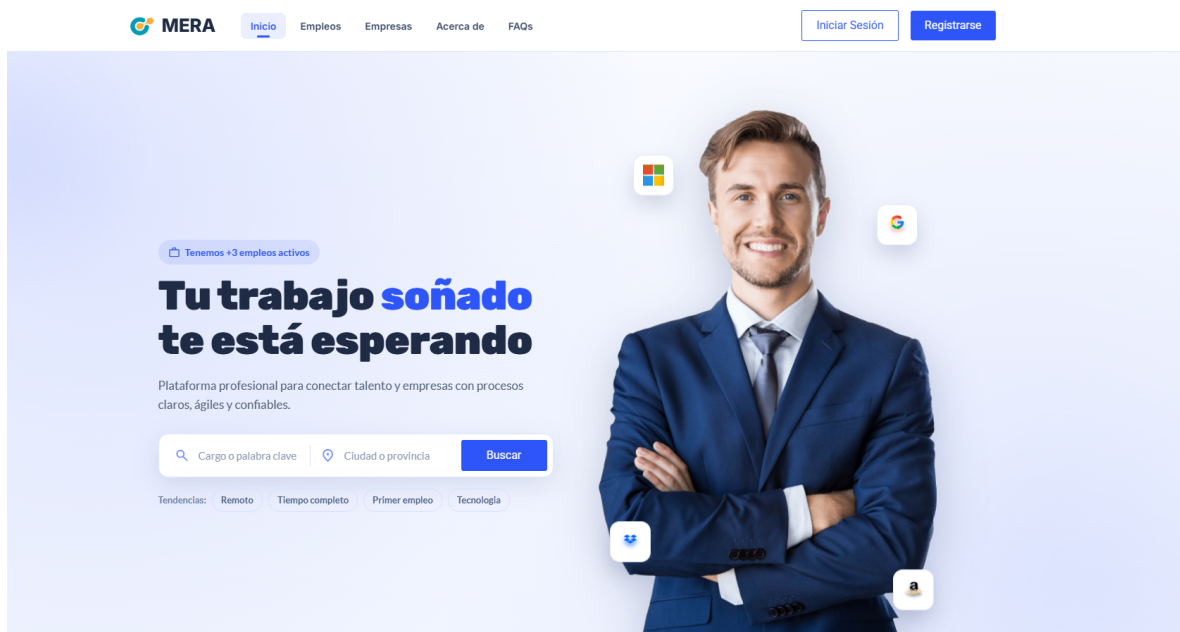 MERA
Inicio
Empleos
Empresas
Acerca de
FAQs
Iniciar Sesión
Registrarse
Tenemos +3 empleos activos
Tu trabajo soñado
te está esperando
Plataforma profesional para conectar talento y empresas con procesos
claros, ágiles y confiables.
Cargo o palabra clave
Ciudad o provincia
Buscar
Tendencias:
Remoto
Tiempo completo
Primer empleo
Tecnología